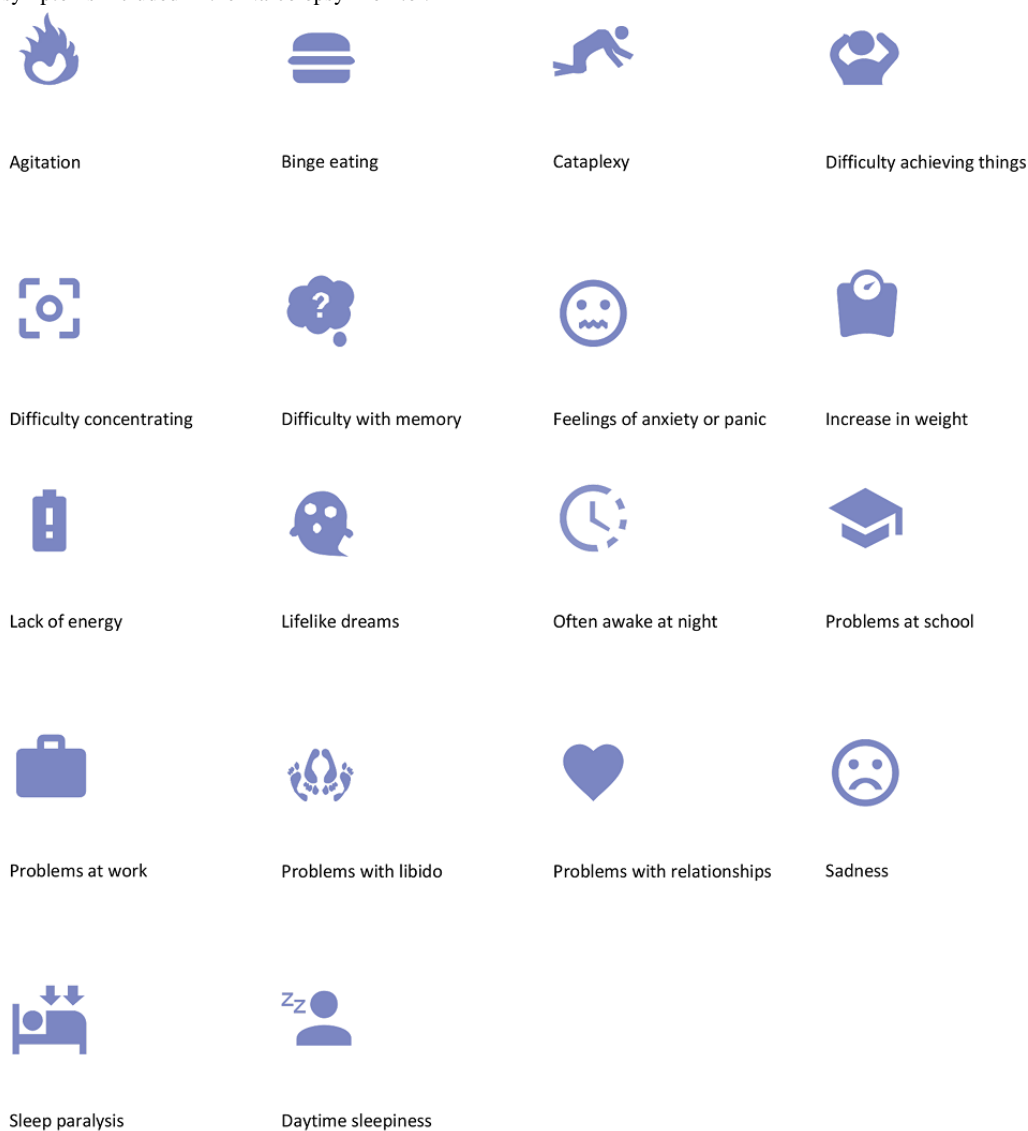 Agitation
Binge eating
Cataplexy
Difficulty achieving things
?
Difficulty concentrating
Difficulty with memory
Feelings of anxiety or panic
Increase in weight
Lack of energy
Lifelike dreams
Often awake at night
Problems at school
Problems at work
Problems with libido
Problems with relationships
Sadness
ZZ
Sleep paralysis
Daytime sleepiness